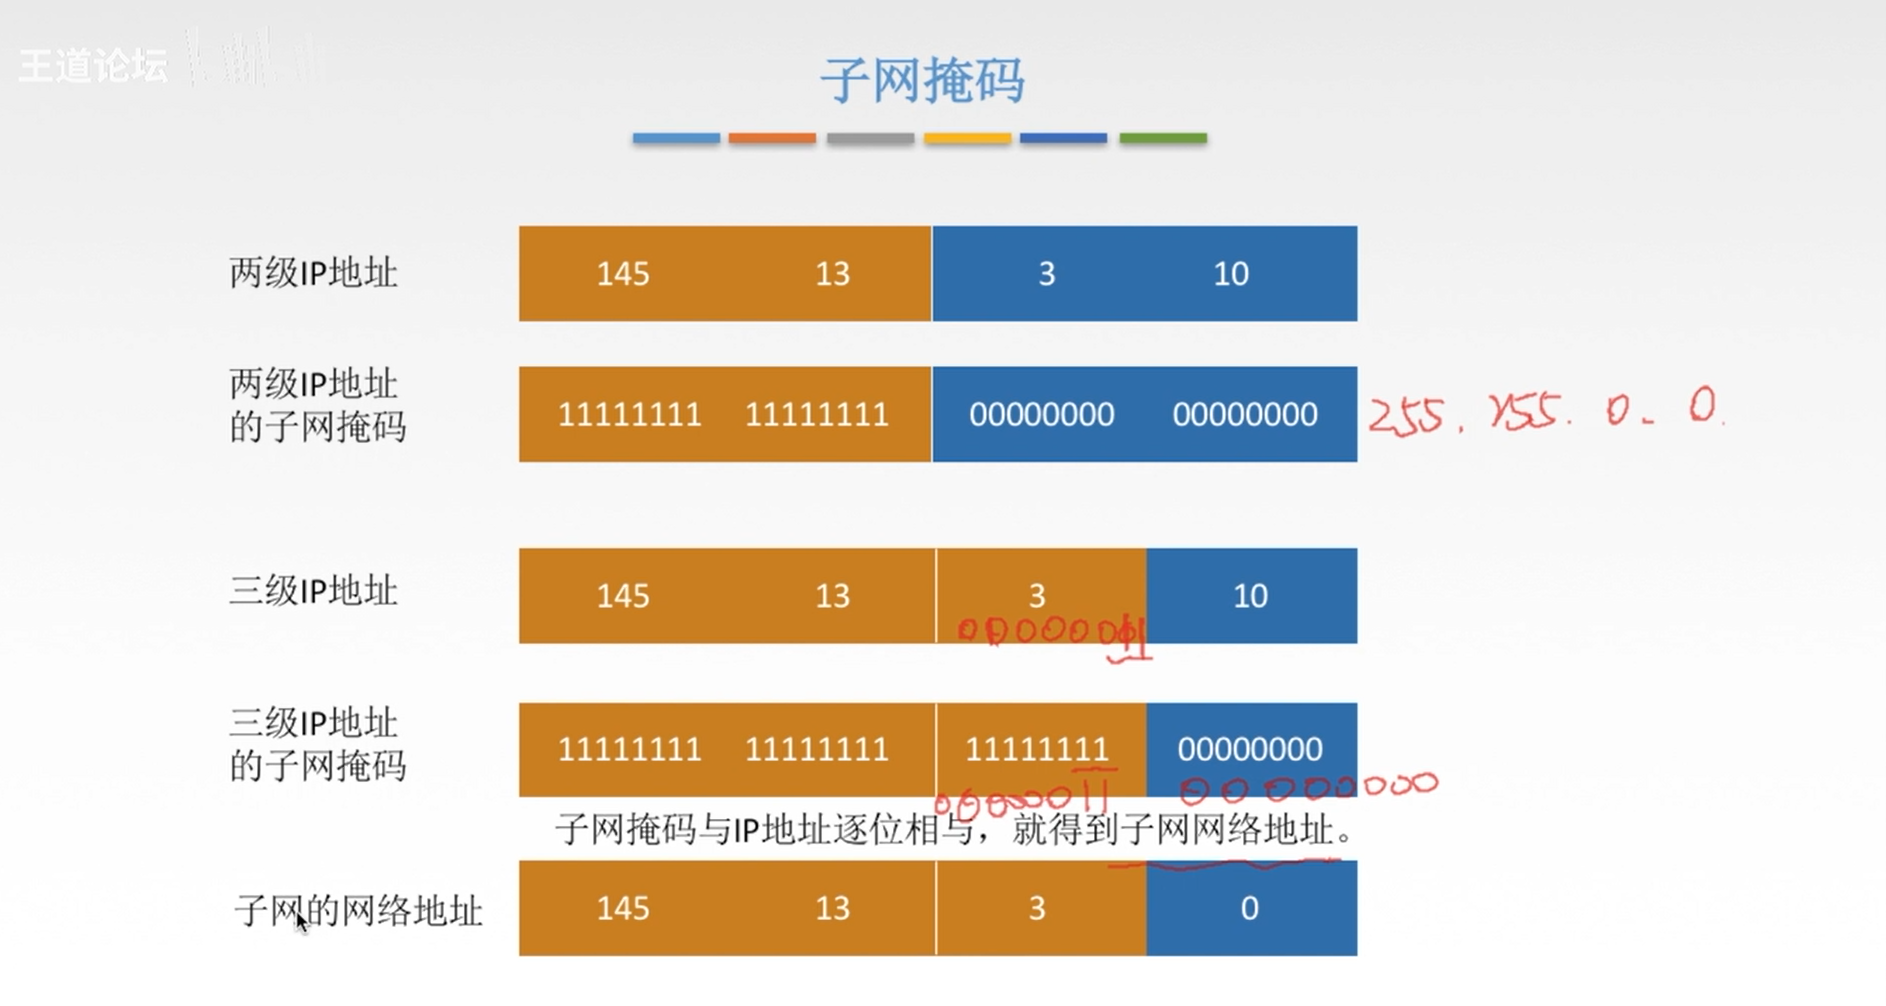 王道论坛
子网掩码
两级IP地址 145 13 3 10
两级IP地址
的子网掩码
11111111 11111111 00000000 00000000 255.255.0.0.
三级IP地址 145 13 3 10
三级IP地址
的子网掩码
11111111 11111111 11111111 00000000
00000011 00000000
子网掩码与IP地址逐位相与，就得到子网网络地址。
子网的网络地址 145 13 3 0